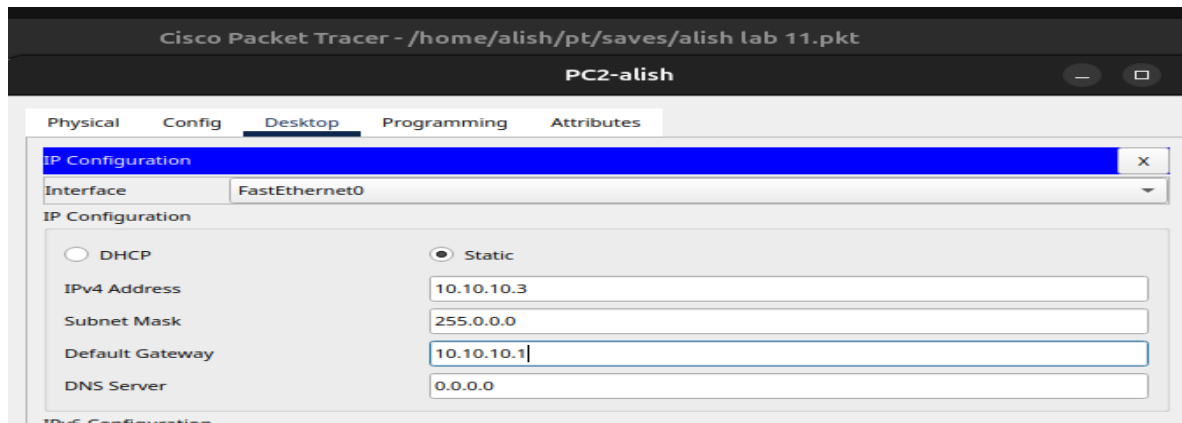 Cisco Packet Tracer - /home/alish/pt/saves/alish lab 11.pkt
PC2-alish
Physical Config Desktop Programming Attributes
IP Configuration x
Interface FastEthernet0
IP Configuration
DHCP Static
IPv4 Address 10.10.10.3
Subnet Mask 255.0.0.0
Default Gateway 10.10.10.1
DNS Server 0.0.0.0
IPv6 Configuration